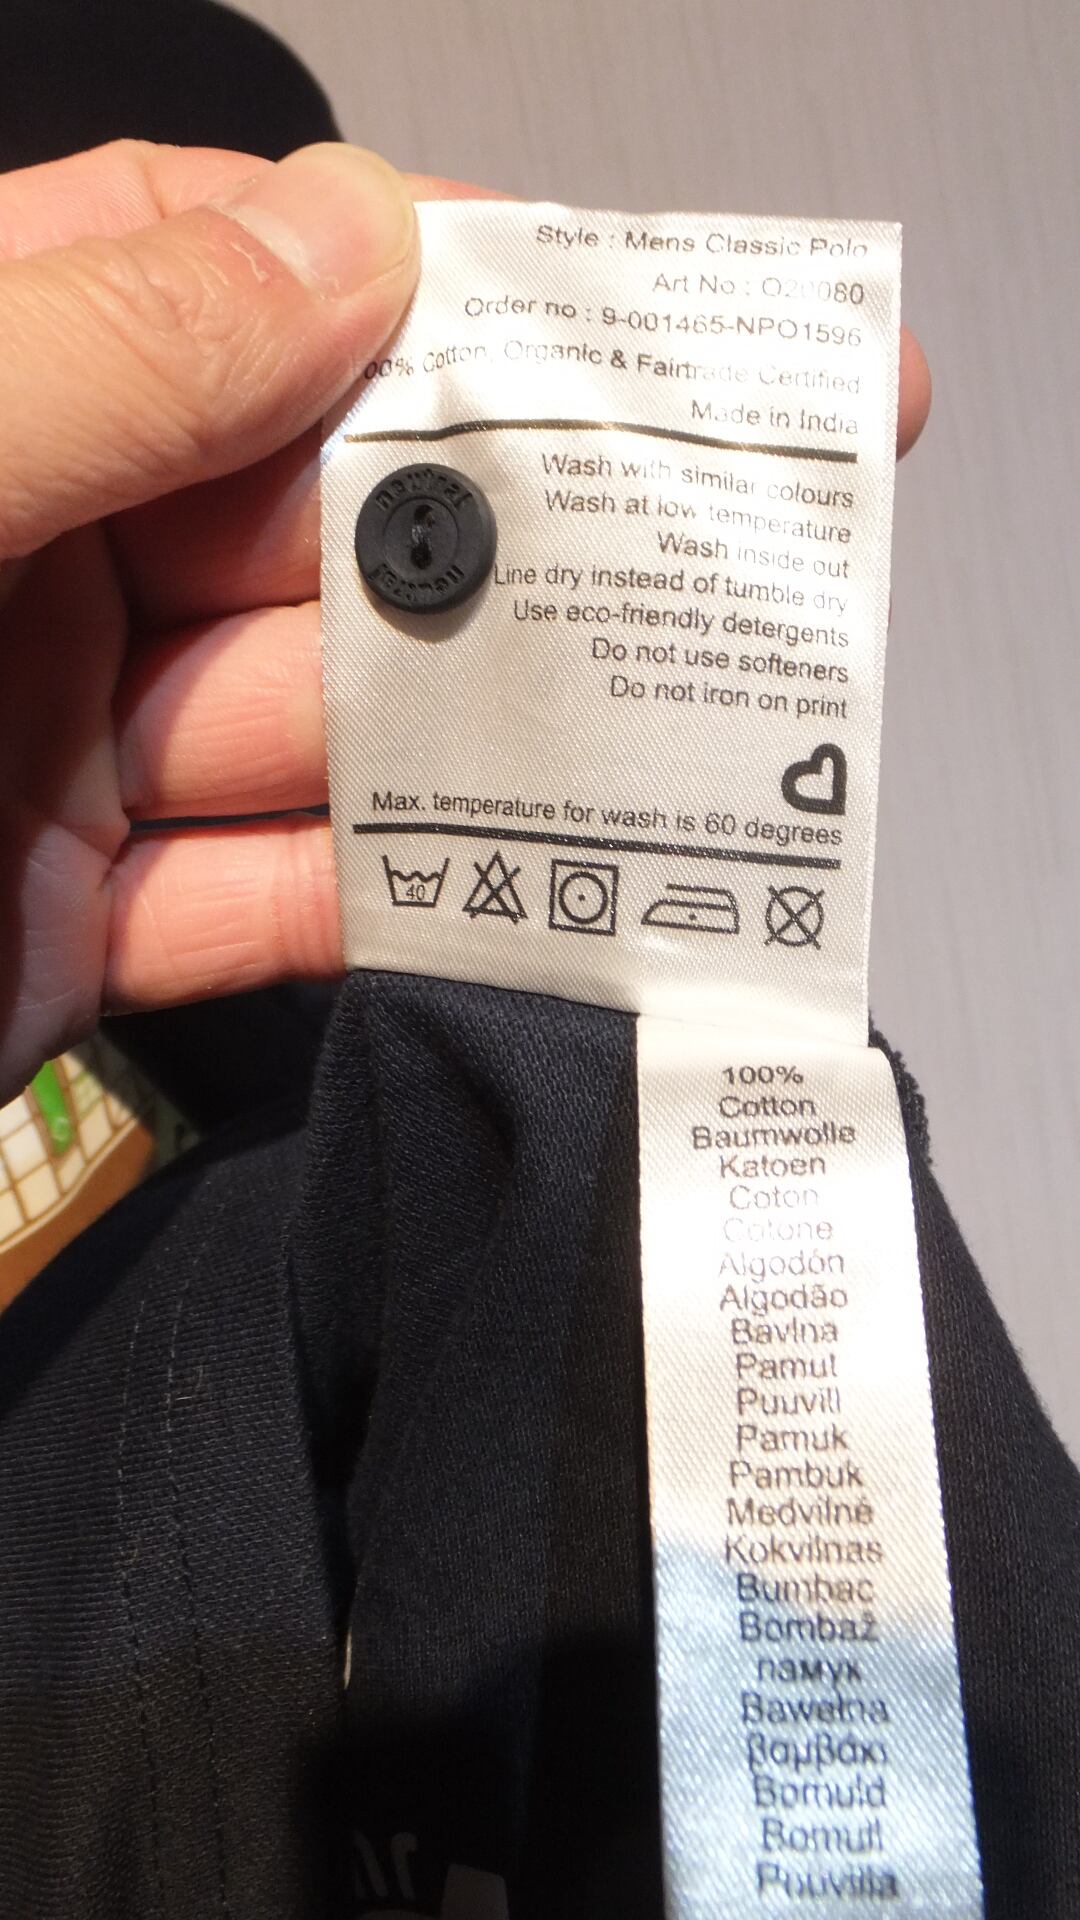 Style : Mens Classic Polo
Art No : O20080
Order no : 9-001465-NPO1596
00% Cotton, Organic & Fairtrade Certified
Made in India
neutral
neutral
Wash with similar colours
Wash at low temperature
Wash inside out
Line dry instead of tumble dry
Use eco-friendly detergents
Do not use softeners
Do not iron on print
Max. temperature for wash is 60 degrees
40
100%
Cotton
Baumwolle
Katoen
Coton
Cotone
Algodón
Algodão
Bavlna
Pamut
Puuvill
Pamuk
Pambuk
Medvilnė
Kokvilnas
Bumbac
Bombaž
памук
Bawełna
βαμβάκι
Bomuld
Bomull
Puuvilla